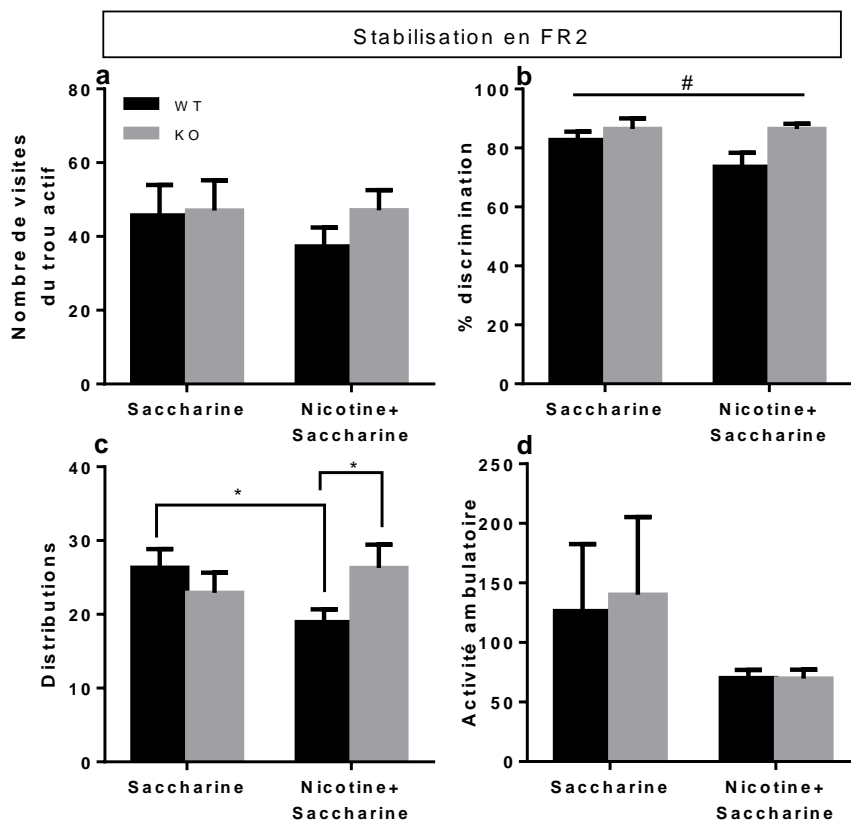 Stabilisation en FR2
a
Nombre de visites
du trou actif
80
60
40
20
0
WT
KO
Saccharine
Nicotine+
Saccharine
b
% discrimination
100
80
60
40
20
0
#
Saccharine
Nicotine+
Saccharine
c
Distributions
40
30
20
10
0
*
*
Saccharine
Nicotine+
Saccharine
d
Activité ambulatoire
250
200
150
100
50
0
Saccharine
Nicotine+
Saccharine